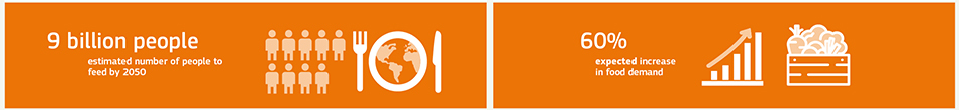 9 billion people
estimated number of people to
feed by 2050
60%
expected increase
in food demand